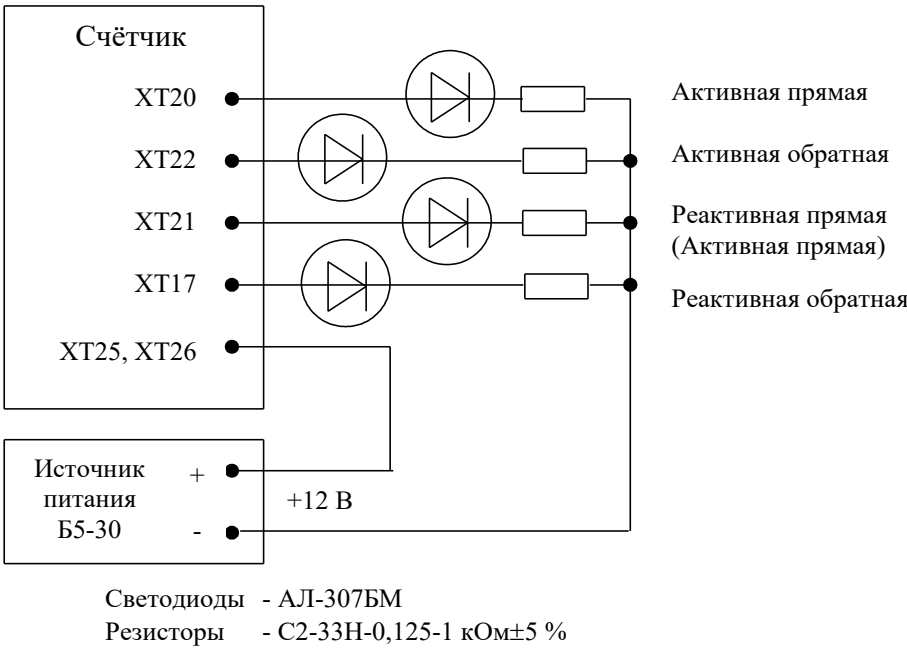 Счётчик
XT20
Активная прямая
XT22
Активная обратная
XT21
Реактивная прямая
(Активная прямая)
XT17
Реактивная обратная
XT25, XT26
Источник
питания
Б5-30
+
-
+12 В
Светодиоды - АЛ-307БМ
Резисторы - С2-33Н-0,125-1 кОм±5 %